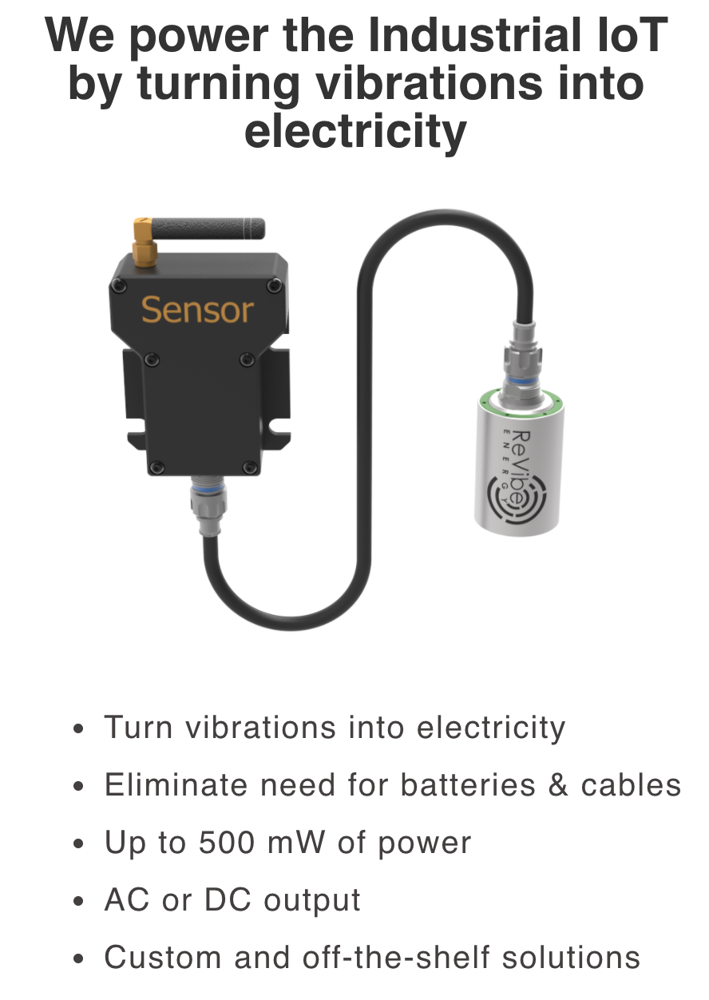 We power the Industrial IoT
by turning vibrations into
electricity
Sensor
ReVibe
ENERGY
• Turn vibrations into electricity
• Eliminate need for batteries & cables
• Up to 500 mW of power
• AC or DC output
• Custom and off-the-shelf solutions